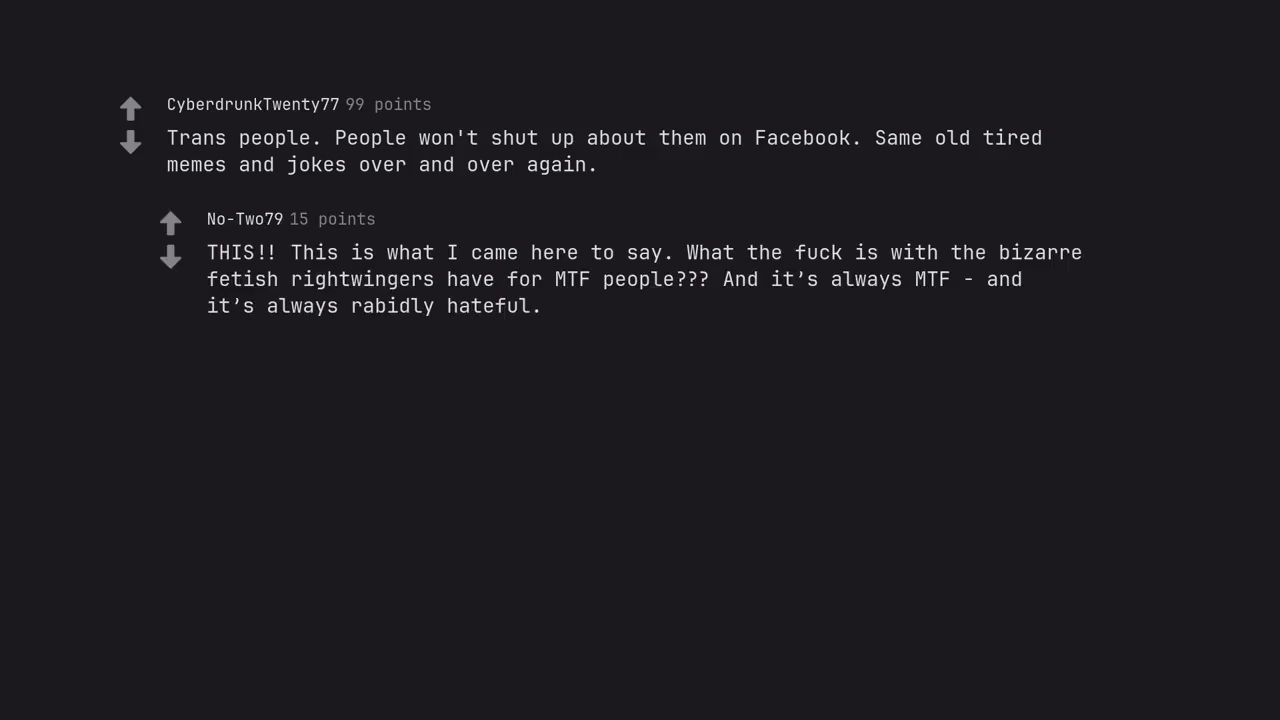 CyberdrunkTwenty77 99 points
Trans people. People won't shut up about them on Facebook. Same old tired
memes and jokes over and over again.
No-Two79 15 points
THIS!! This is what I came here to say. What the fuck is with the bizarre
fetish rightwingers have for MTF people??? And it’s always MTF - and
it’s always rabidly hateful.